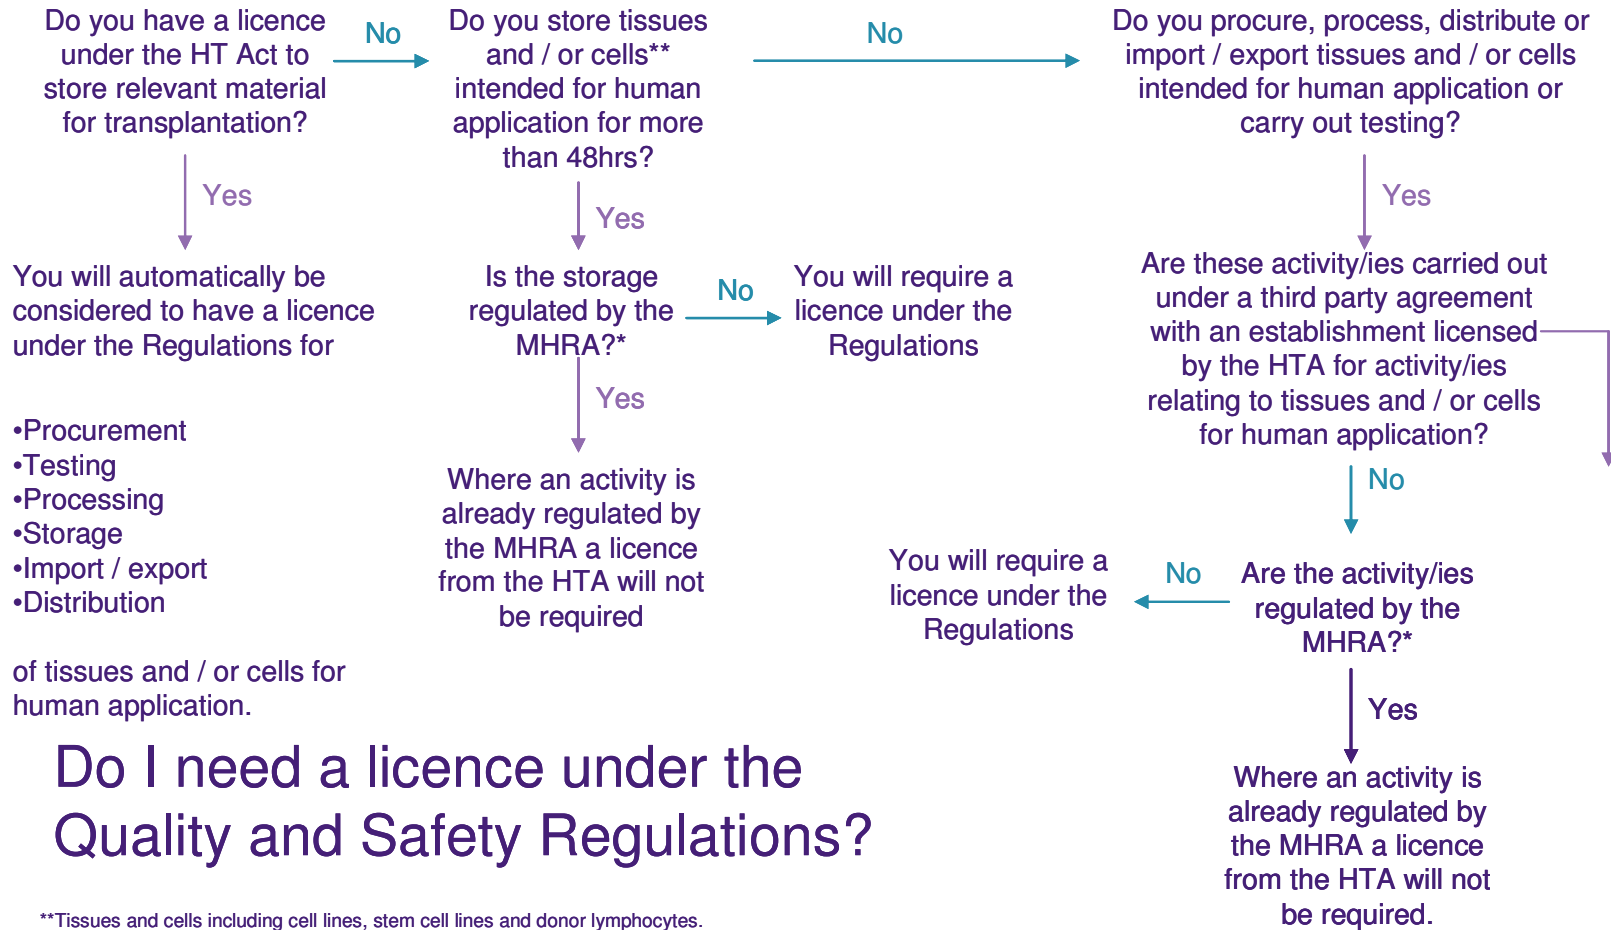 Do you have a licence
under the HT Act to
store relevant material
for transplantation?
No
Do you store tissues
and / or cells**
intended for human
application for more
than 48hrs?
No
Do you procure, process, distribute or
import / export tissues and / or cells
intended for human application or
carry out testing?
Yes
Yes
Yes
You will automatically be
considered to have a licence
under the Regulations for
•Procurement
•Testing
•Processing
•Storage
•Import / export
•Distribution
of tissues and / or cells for
human application.
Is the storage
regulated by the
MHRA?*
No
You will require a
licence under the
Regulations
Yes
Where an activity is
already regulated by
the MHRA a licence
from the HTA will not
be required
Are these activity/ies carried out
under a third party agreement
with an establishment licensed
by the HTA for activity/ies
relating to tissues and / or cells
for human application?
No
Are the activity/ies
regulated by the
MHRA?*
No
You will require a
licence under the
Regulations
Yes
Where an activity is
already regulated by
the MHRA a licence
from the HTA will not
be required.
Do I need a licence under the
Quality and Safety Regulations?
**Tissues and cells including cell lines, stem cell lines and donor lymphocytes.